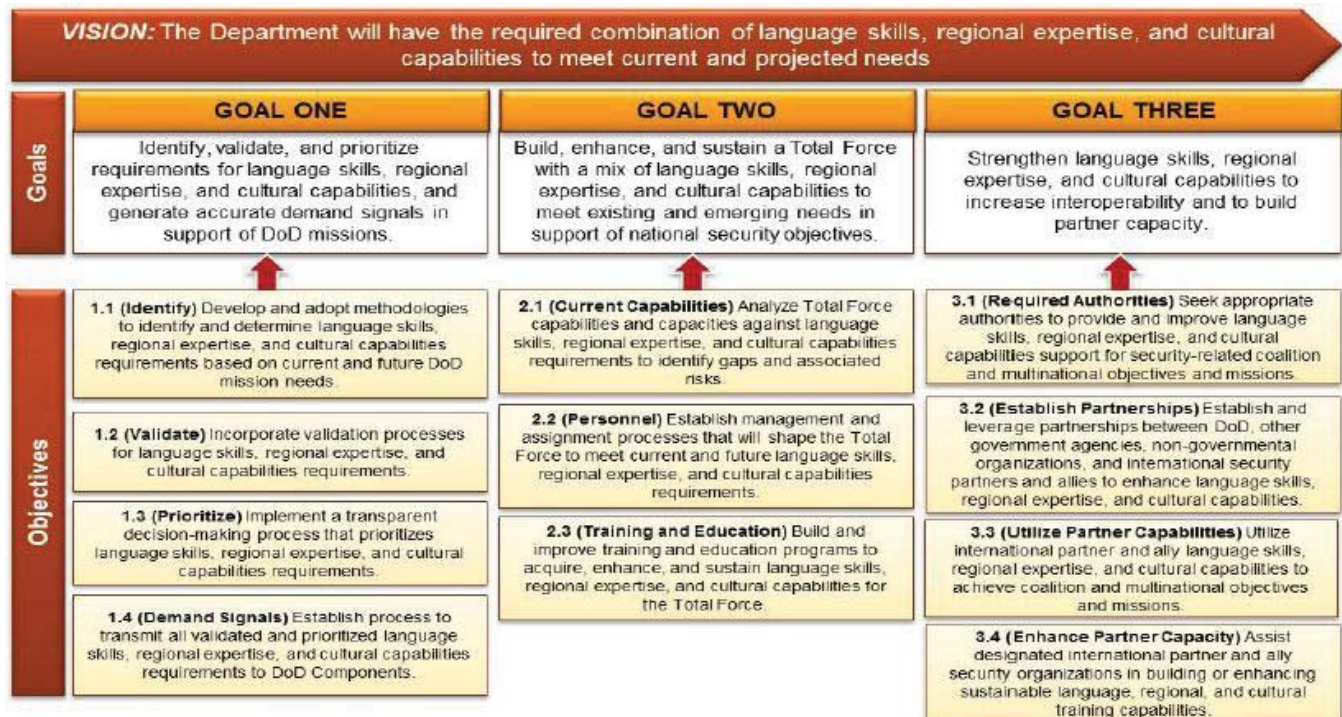 VISION: The Department will have the required combination of language skills, regional expertise, and cultural
capabilities to meet current and projected needs
Goals
GOAL ONE
Identify, validate, and prioritize
requirements for language skills, regional
expertise, and cultural capabilities, and
generate accurate demand signals in
support of DoD missions.
GOAL TWO
Build, enhance, and sustain a Total Force
with a mix of language skills, regional
expertise, and cultural capabilities to
meet existing and emerging needs in
support of national security objectives.
GOAL THREE
Strengthen language skills, regional
expertise, and cultural capabilities to
increase interoperability and to build
partner capacity.
Objectives
1.1 (Identify) Develop and adopt methodologies
to identify and determine language skills,
regional expertise, and cultural capabilities
requirements based on current and future DoD
mission needs.
1.2 (Validate) Incorporate validation processes
for language skills, regional expertise, and
cultural capabilities requirements.
1.3 (Prioritize) Implement a transparent
decision-making process that prioritizes
language skills, regional expertise, and cultural
capabilities requirements.
1.4 (Demand Signals) Establish process to
transmit all validated and prioritized language
skills, regional expertise, and cultural capabilities
requirements to DoD Components.
2.1 (Current Capabilities) Analyze Total Force
capabilities and capacities against language
skills, regional expertise, and cultural capabilities
requirements to identify gaps and associated
risks.
2.2 (Personnel) Establish management and
assignment processes that will shape the Total
Force to meet current and future language skills,
regional expertise, and cultural capabilities
requirements.
2.3 (Training and Education) Build and
improve training and education programs to
acquire, enhance, and sustain language skills,
regional expertise, and cultural capabilities for
the Total Force.
3.1 (Required Authorities) Seek appropriate
authorities to provide and improve language
skills, regional expertise, and cultural
capabilities support for security-related coalition
and multinational objectives and missions.
3.2 (Establish Partnerships) Establish and
leverage partnerships between DoD, other
government agencies, non-governmental
organizations, and international security
partners and allies to enhance language skills,
regional expertise, and cultural capabilities.
3.3 (Utilize Partner Capabilities) Utilize
international partner and ally language skills,
regional expertise, and cultural capabilities to
achieve coalition and multinational objectives
and missions.
3.4 (Enhance Partner Capacity) Assist
designated international partner and ally
security organizations in building or enhancing
sustainable language, regional, and cultural
training capabilities.